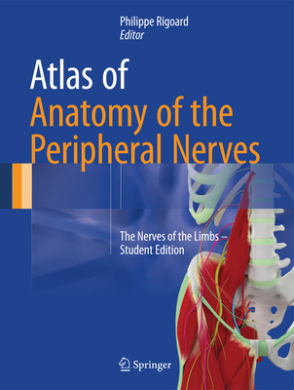 Philippe Rigoard
Editor
Atlas of
Anatomy of the
Peripheral Nerves
The Nerves of the Limbs –
Student Edition
Springer